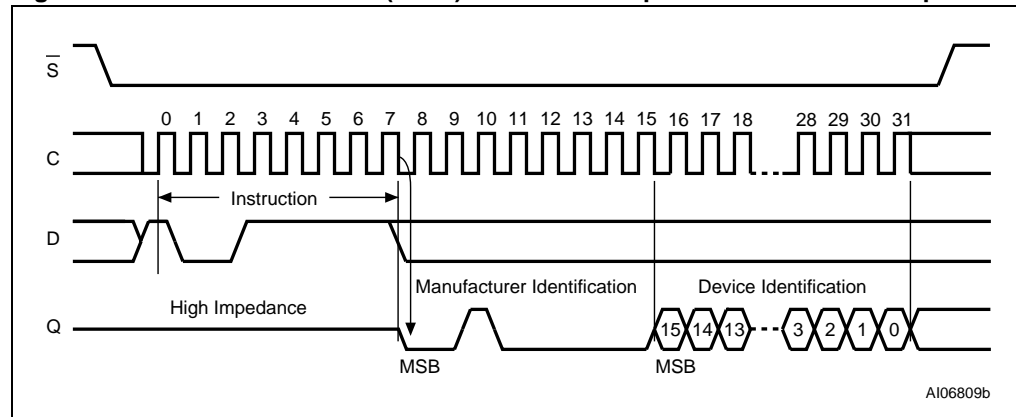 S
0 1 2 3 4 5 6 7 8 9 10 11 12 13 14 15 16 17 18 28 29 30 31
C
Instruction
D
Manufacturer Identification Device Identification
High Impedance
Q 15 14 13 3 2 1 0
MSB MSB
AI06809b